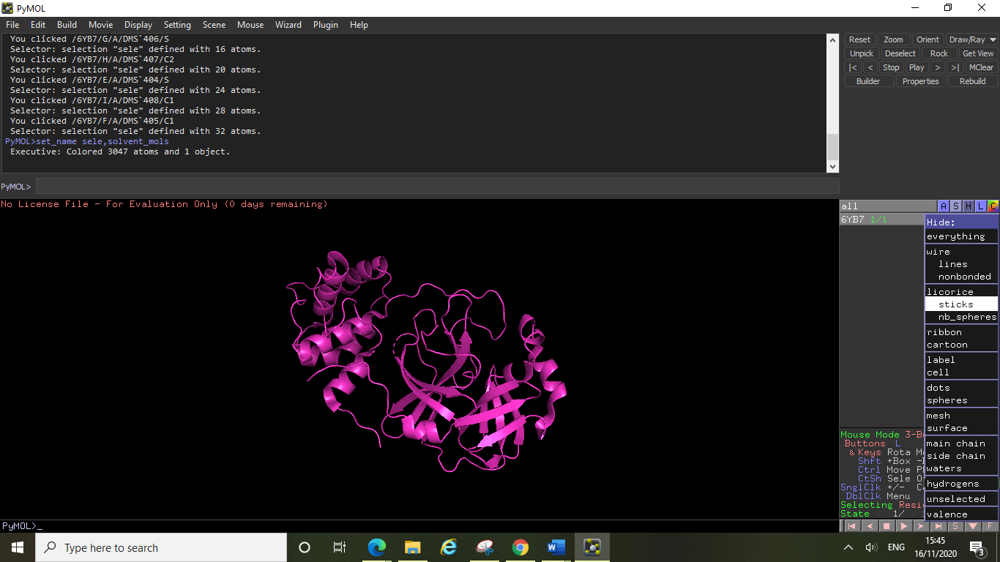 PyMOL
File Edit Build Movie Display Setting Scene Mouse Wizard Plugin Help
You clicked /6YB7/G/A/DMS`406/S
Selector: selection "sele" defined with 16 atoms.
You clicked /6YB7/H/A/DMS`407/C2
Selector: selection "sele" defined with 20 atoms.
You clicked /6YB7/E/A/DMS`404/S
Selector: selection "sele" defined with 24 atoms.
You clicked /6YB7/I/A/DMS`408/C1
Selector: selection "sele" defined with 28 atoms.
You clicked /6YB7/F/A/DMS`405/C1
Selector: selection "sele" defined with 32 atoms.
PyMOL>set_name sele,solvent_mols
Executive: Colored 3047 atoms and 1 object.
PyMOL>
Reset Zoom Orient Draw/Ray
Unpick Deselect Rock Get View
|< < Stop Play > >| MClear
Builder Properties Rebuild
No License File - For Evaluation Only (0 days remaining)
all A S H L C
6YB7 1/1
Hide:
everything
wire
lines
nonbonded
licorice
sticks
nb_spheres
ribbon
cartoon
label
cell
dots
spheres
mesh
surface
main chain
side chain
waters
hydrogens
unselected
valence
Mouse Mode 3-B
Buttons L
& Keys Rota M
Shft +Box -
Ctrl Move P
CtSh Sele O
SnglClk +/- C
DblClk Menu
Selecting Resi
State 1/
S F
PyMOL>_
Type here to search
ENG
15:45
16/11/2020
3